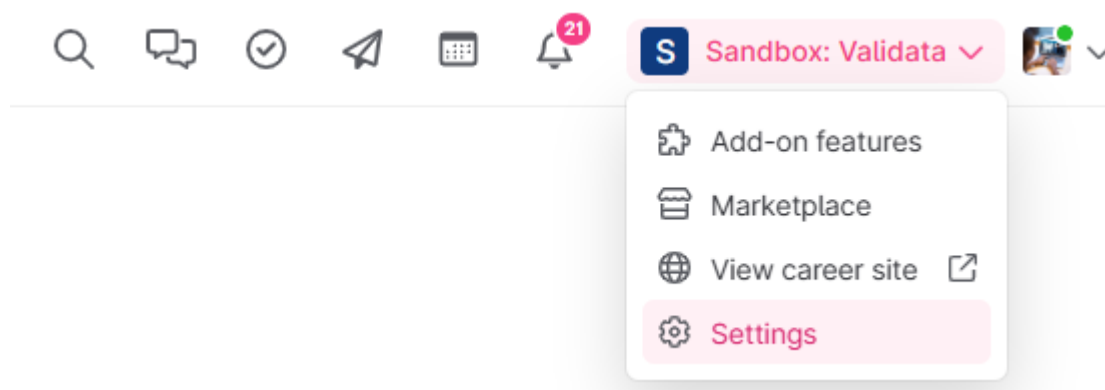 21
S Sandbox: Validata
Add-on features
Marketplace
View career site
Settings